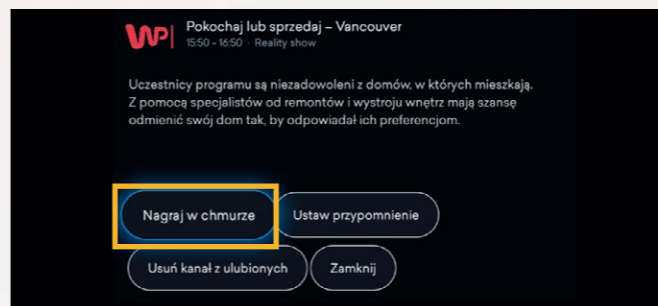 WP
Pokochaj lub sprzedaj – Vancouver
15:50 - 16:50 · Reality show
Uczestnicy programu są niezadowoleni z domów, w których mieszkają.
Z pomocą specjalistów od remontów i wystroju wnętrz mają szansę
odmienić swój dom tak, by odpowiadał ich preferencjom.
Nagraj w chmurze
Ustaw przypomnienie
Usuń kanał z ulubionych
Zamknij